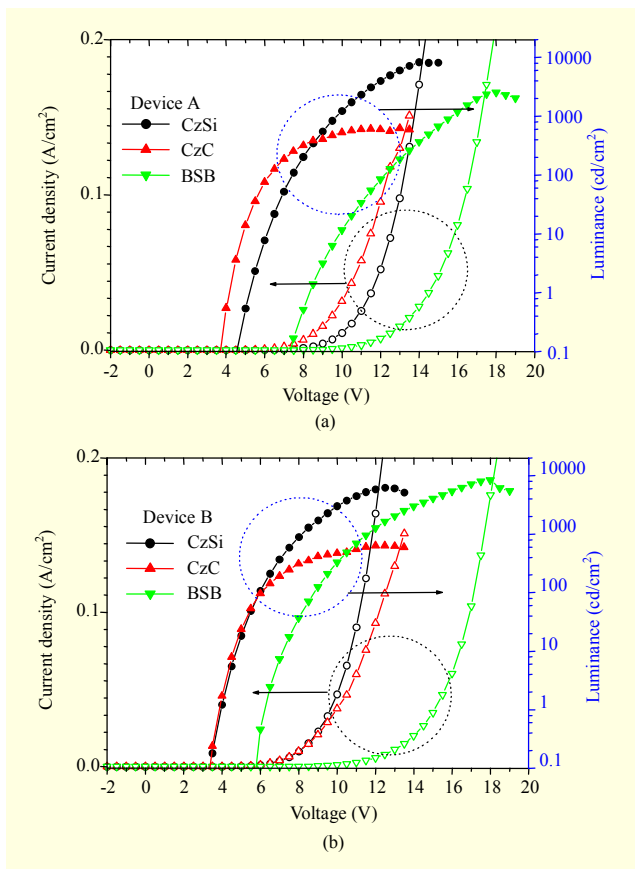 0.2
0.1
0.0
Current density (A/cm²)
Device A
CzSi
CzC
BSB
10000
1000
100
10
1
0.1
Luminance (cd/cm²)
-2 0 2 4 6 8 10 12 14 16 18 20
Voltage (V)
(a)
0.2
0.1
0.0
Current density (A/cm²)
Device B
CzSi
CzC
BSB
10000
1000
100
10
1
0.1
Luminance (cd/cm²)
-2 0 2 4 6 8 10 12 14 16 18 20
Voltage (V)
(b)